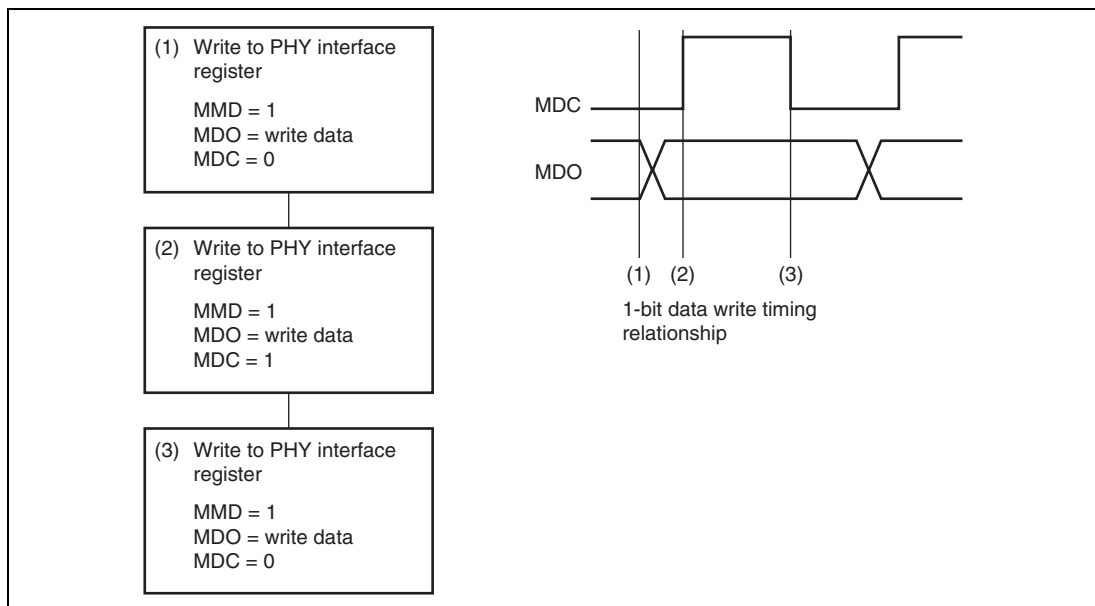 (1) Write to PHY interface
register
MMD = 1
MDO = write data
MDC = 0
(2) Write to PHY interface
register
MMD = 1
MDO = write data
MDC = 1
(3) Write to PHY interface
register
MMD = 1
MDO = write data
MDC = 0
MDC
MDO
(1) (2) (3)
1-bit data write timing
relationship